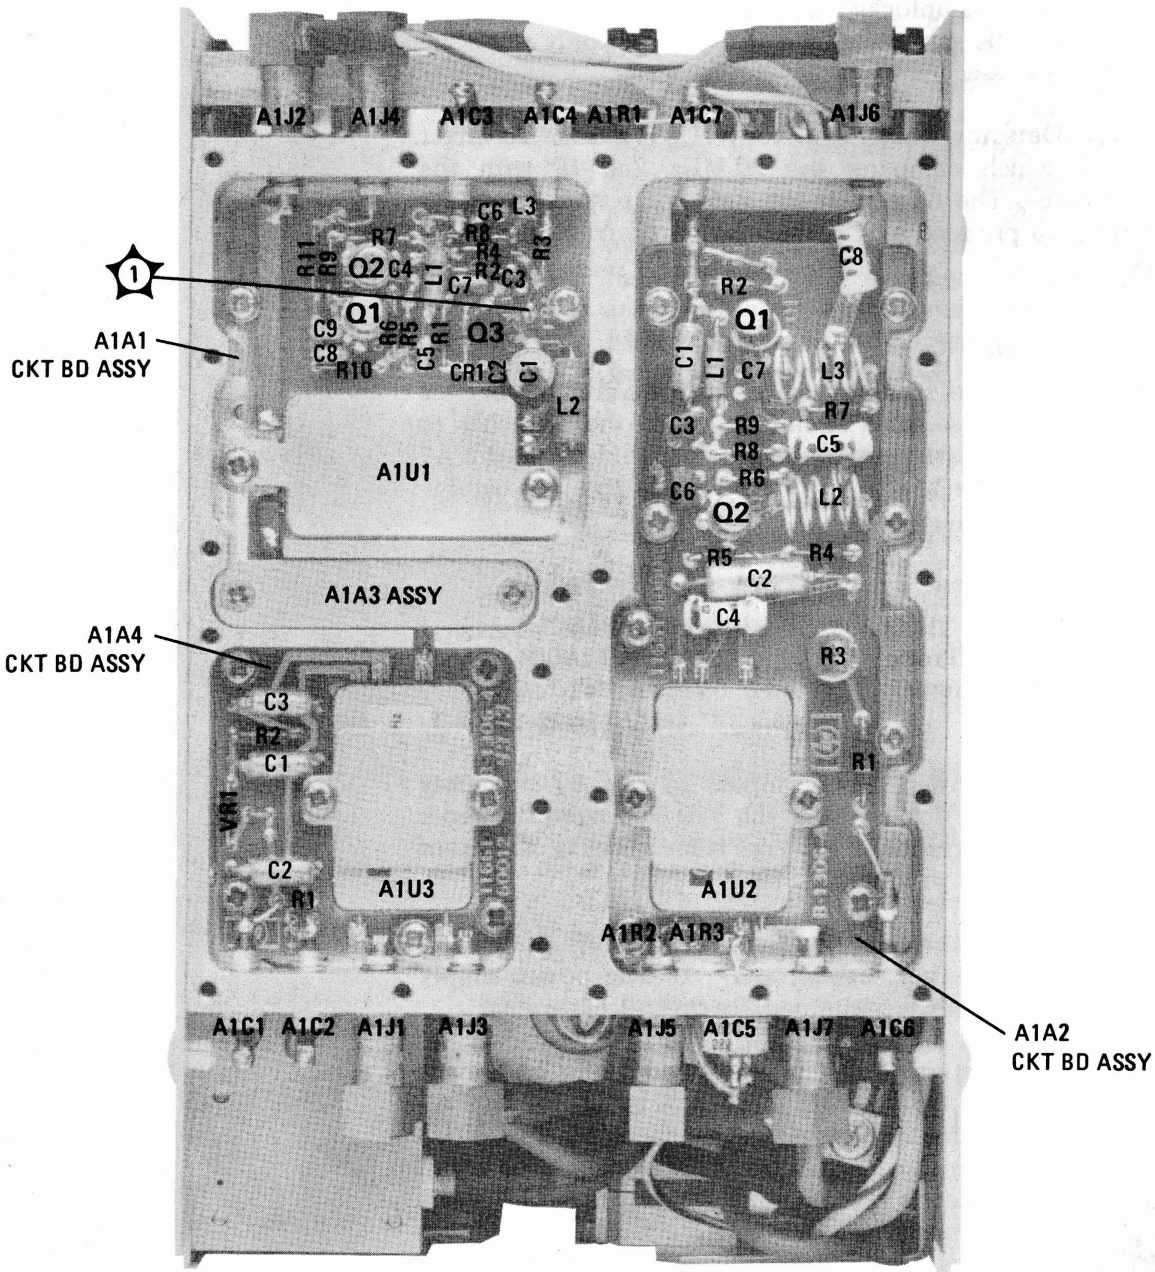 A1J2 A1J4 A1C3 A1C4 A1R1 A1C7 A1J6
1
A1A1
CKT BD ASSY
R11 R9 R7 Q2 C4 L1 C6 L3 R8 R4 R2 C3 C7 R3
Q1 C9 C8 R10 R6 R5 C5 R1 Q3 CR1 C2 C1 L2
A1U1
A1A3 ASSY
A1A4
CKT BD ASSY
C3
R2
C1
VR1
C2
R1
A1U3
C8
R2
Q1
C1 L1 C7 L3
R7
C3 R9 C5
R8
R6
C6 L2
Q2
R5 R4
C2
C4
R3
hp
R1
A1U2
B-1306-A
A1R2 A1R3
A1C1 A1C2 A1J1 A1J3 A1J5 A1C5 A1J7 A1C6
A1A2
CKT BD ASSY